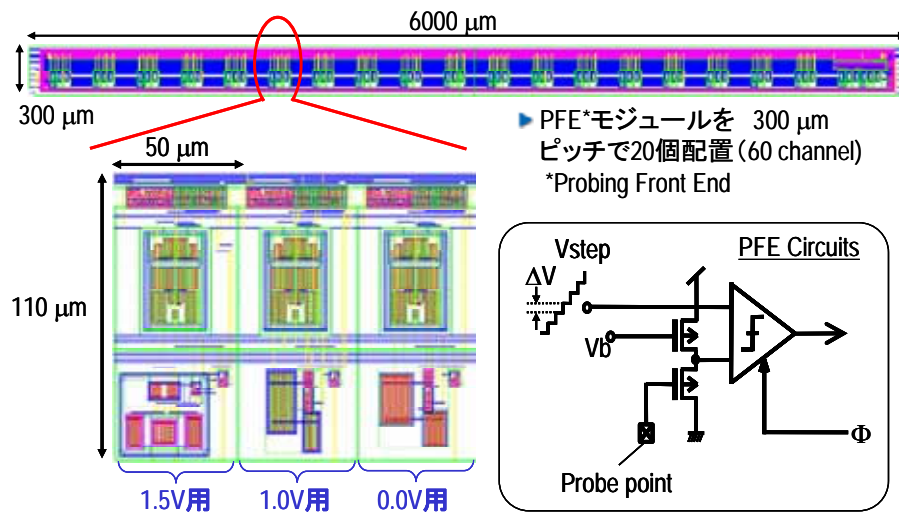 6000 μm
300 μm
▶ PFE*モジュールを 300 μm
ピッチで20個配置(60 channel)
*Probing Front End
50 μm
110 μm
1.5V用
1.0V用
0.0V用
PFE Circuits
Vstep
ΔV
Vb
Φ
Probe point